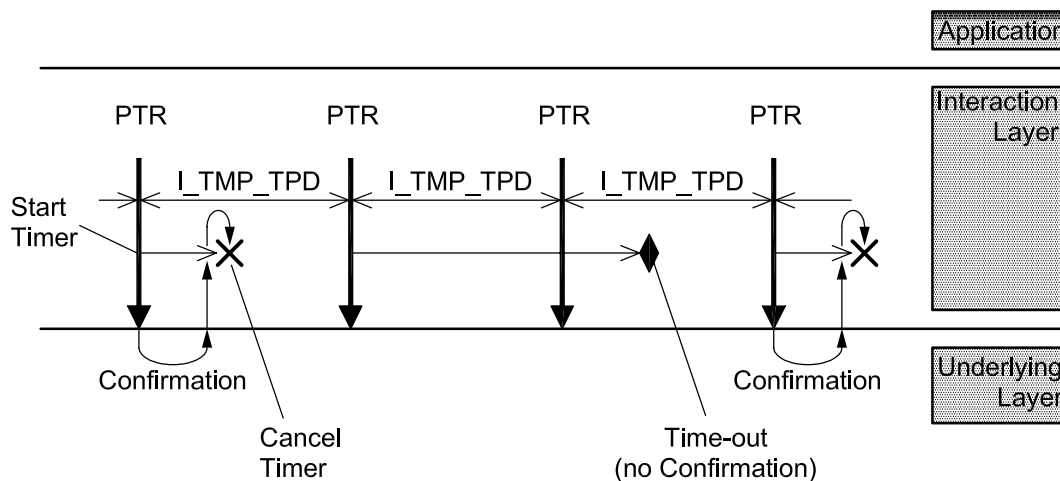 Application
Interaction
Layer
PTR PTR PTR PTR
I_TMP_TPD I_TMP_TPD I_TMP_TPD
Start
Timer
Confirmation Confirmation
Underlying
Layer
Cancel
Timer
Time-out
(no Confirmation)